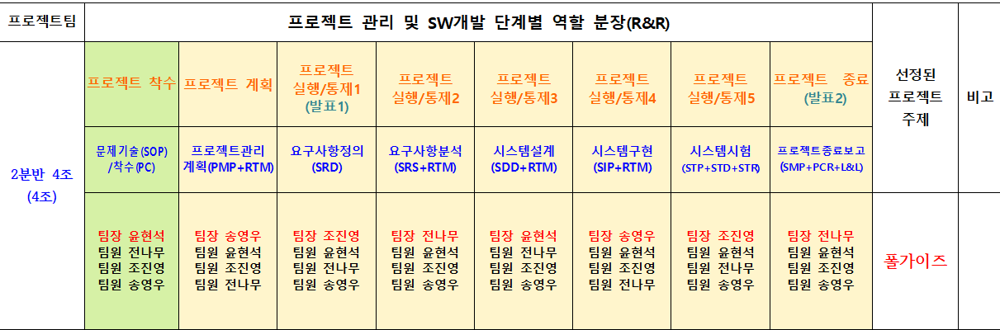 프로젝트팀
프로젝트 관리 및 SW개발 단계별 역할 분장(R&R)
선정된
프로젝트
주제
비고
2분반 4조
(4조)
프로젝트 착수
프로젝트 계획
프로젝트
실행/통제1
(발표1)
프로젝트
실행/통제2
프로젝트
실행/통제3
프로젝트
실행/통제4
프로젝트
실행/통제5
프로젝트 종료
(발표2)
문제기술(SOP)
/착수(PC)
프로젝트관리
계획(PMP+RTM)
요구사항정의
(SRD)
요구사항분석
(SRS+RTM)
시스템설계
(SDD+RTM)
시스템구현
(SIP+RTM)
시스템시험
(STP+STD+STR)
프로젝트종료보고
(SMP+PCR+L&L)
팀장 윤현석
팀원 전나무
팀원 조진영
팀원 송영우
팀장 송영우
팀원 윤현석
팀원 조진영
팀원 전나무
팀장 조진영
팀원 윤현석
팀원 전나무
팀원 송영우
팀장 전나무
팀원 윤현석
팀원 조진영
팀원 송영우
팀장 윤현석
팀원 전나무
팀원 조진영
팀원 송영우
팀장 송영우
팀원 윤현석
팀원 조진영
팀원 전나무
팀장 조진영
팀원 윤현석
팀원 전나무
팀원 송영우
팀장 전나무
팀원 윤현석
팀원 조진영
팀원 송영우
폴가이즈